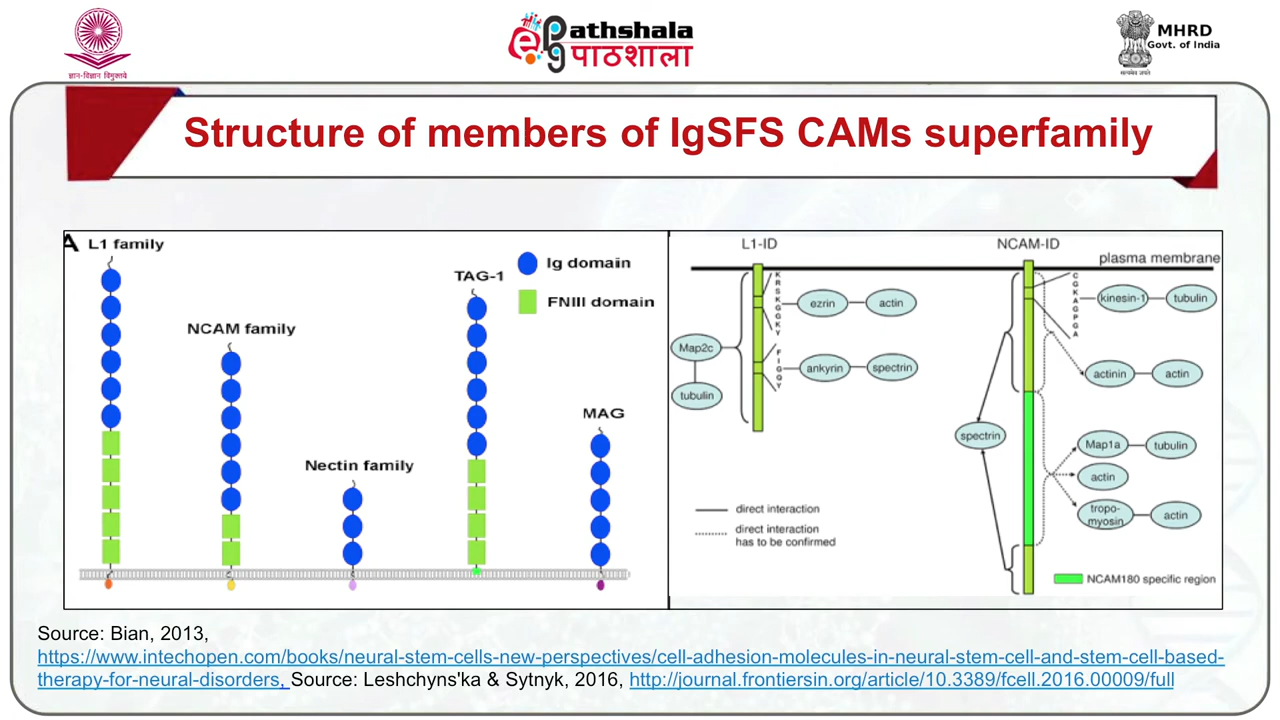 ज्ञान-विज्ञान विमुक्तये
ePathshala
पाठशाला
MHRD
Govt. of India
सत्यमेव जयते
Structure of members of IgSFS CAMs superfamily
A
L1 family
NCAM family
Nectin family
TAG-1
MAG
Ig domain
FNIII domain
L1-ID
NCAM-ID
plasma membrane
K
R
S
K
G
G
K
Y
ezrin
actin
Map2c
tubulin
F
I
G
Q
Y
ankyrin
spectrin
C
G
K
A
G
P
G
A
kinesin-1
tubulin
actinin
actin
spectrin
Map1a
tubulin
actin
tropo-
myosin
actin
direct interaction
direct interaction
has to be confirmed
NCAM180 specific region
Source: Bian, 2013,
https://www.intechopen.com/books/neural-stem-cells-new-perspectives/cell-adhesion-molecules-in-neural-stem-cell-and-stem-cell-based-
therapy-for-neural-disorders, Source: Leshchyns'ka & Sytnyk, 2016, http://journal.frontiersin.org/article/10.3389/fcell.2016.00009/full